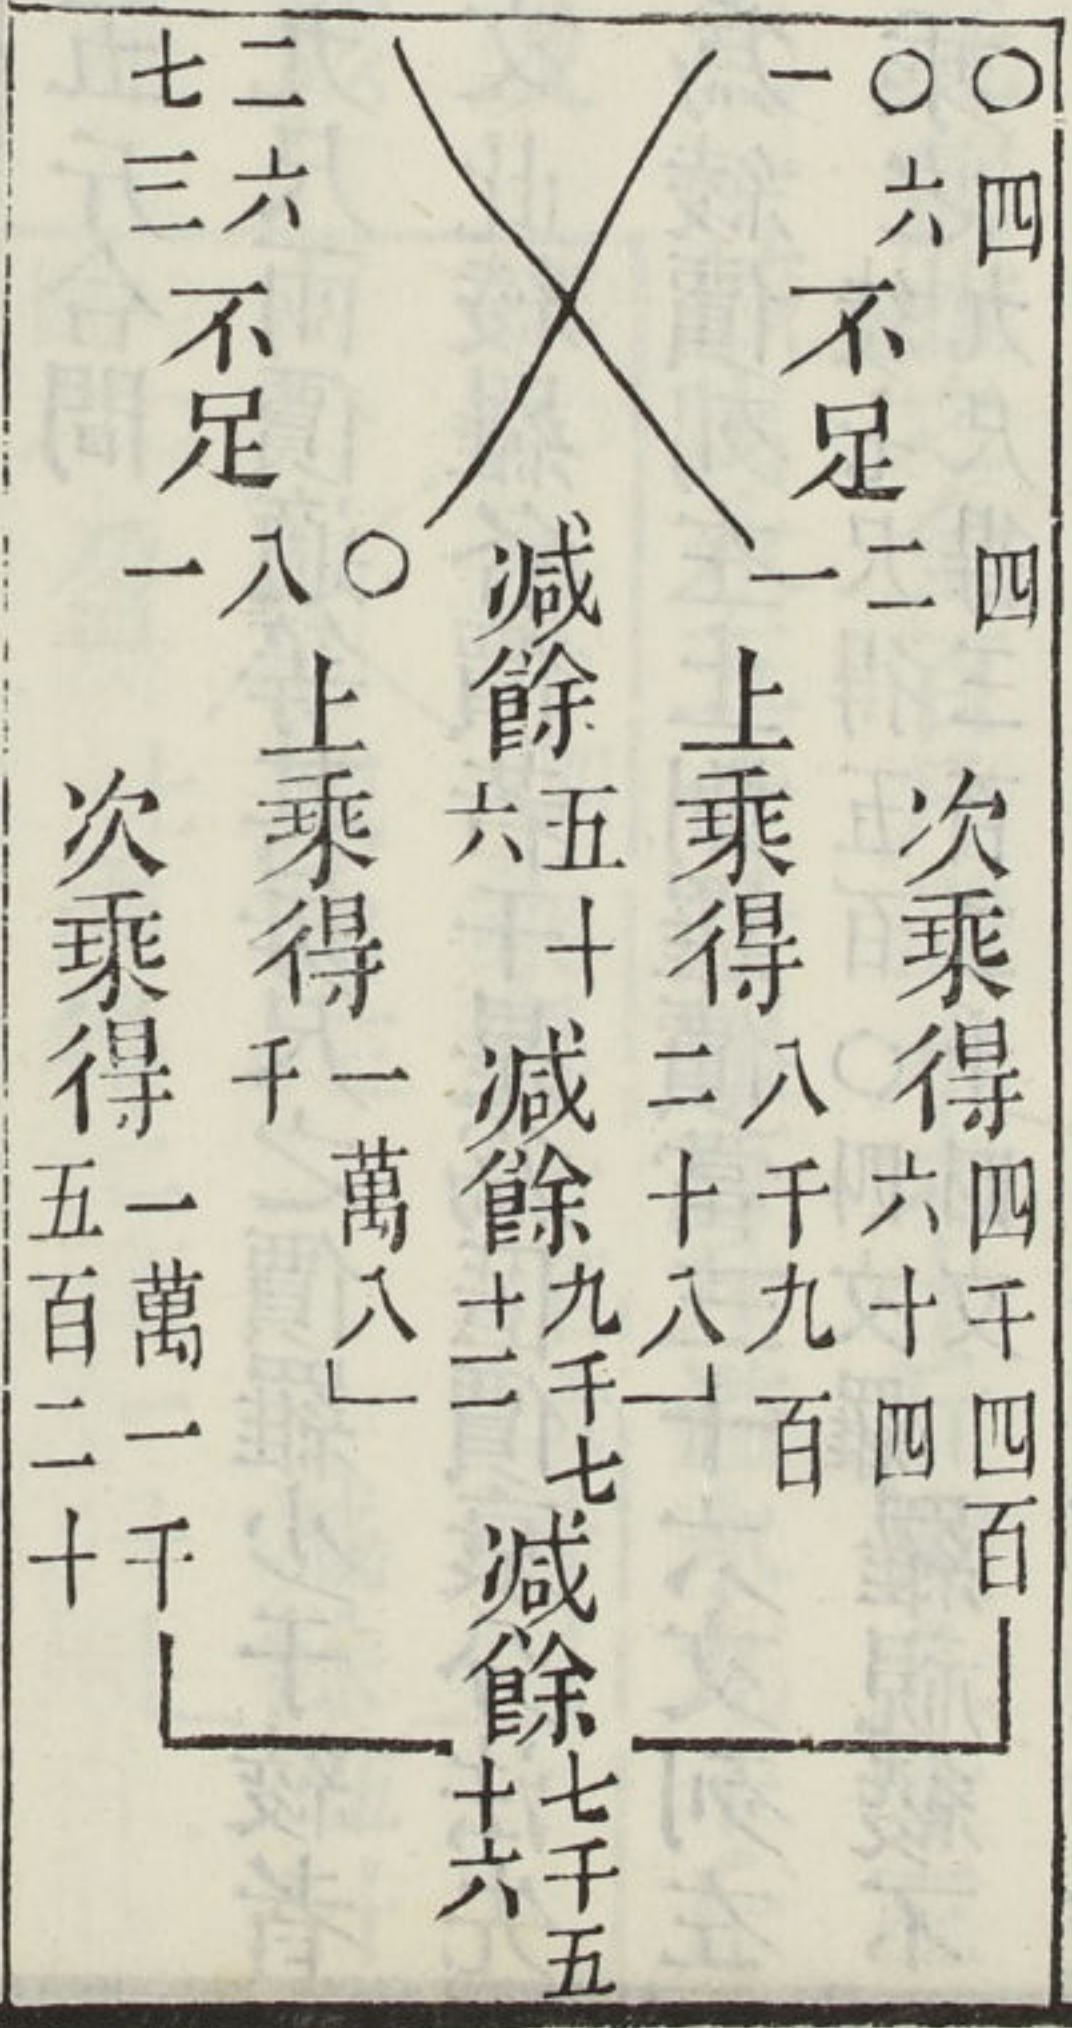 一〇〇
六四
不足
一二四
次乘得四千四百六十四
上乘得八千九百二十八
減餘五十六
減餘九千七十二
減餘七千五十六
七二
三六
不足
一八〇
上乘得一萬八千
次乘得一萬一千五百二十